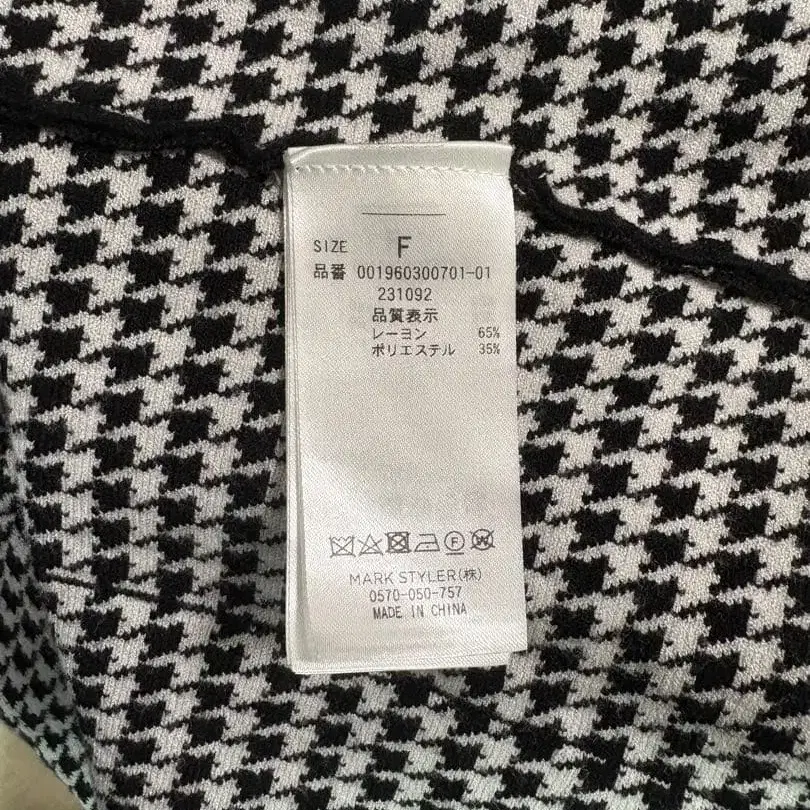 SIZE F
品番 001960300701-01
231092
品質表示
レーヨン 65%
ポリエステル 35%
MARK STYLER(株)
0570-050-757
MADE IN CHINA